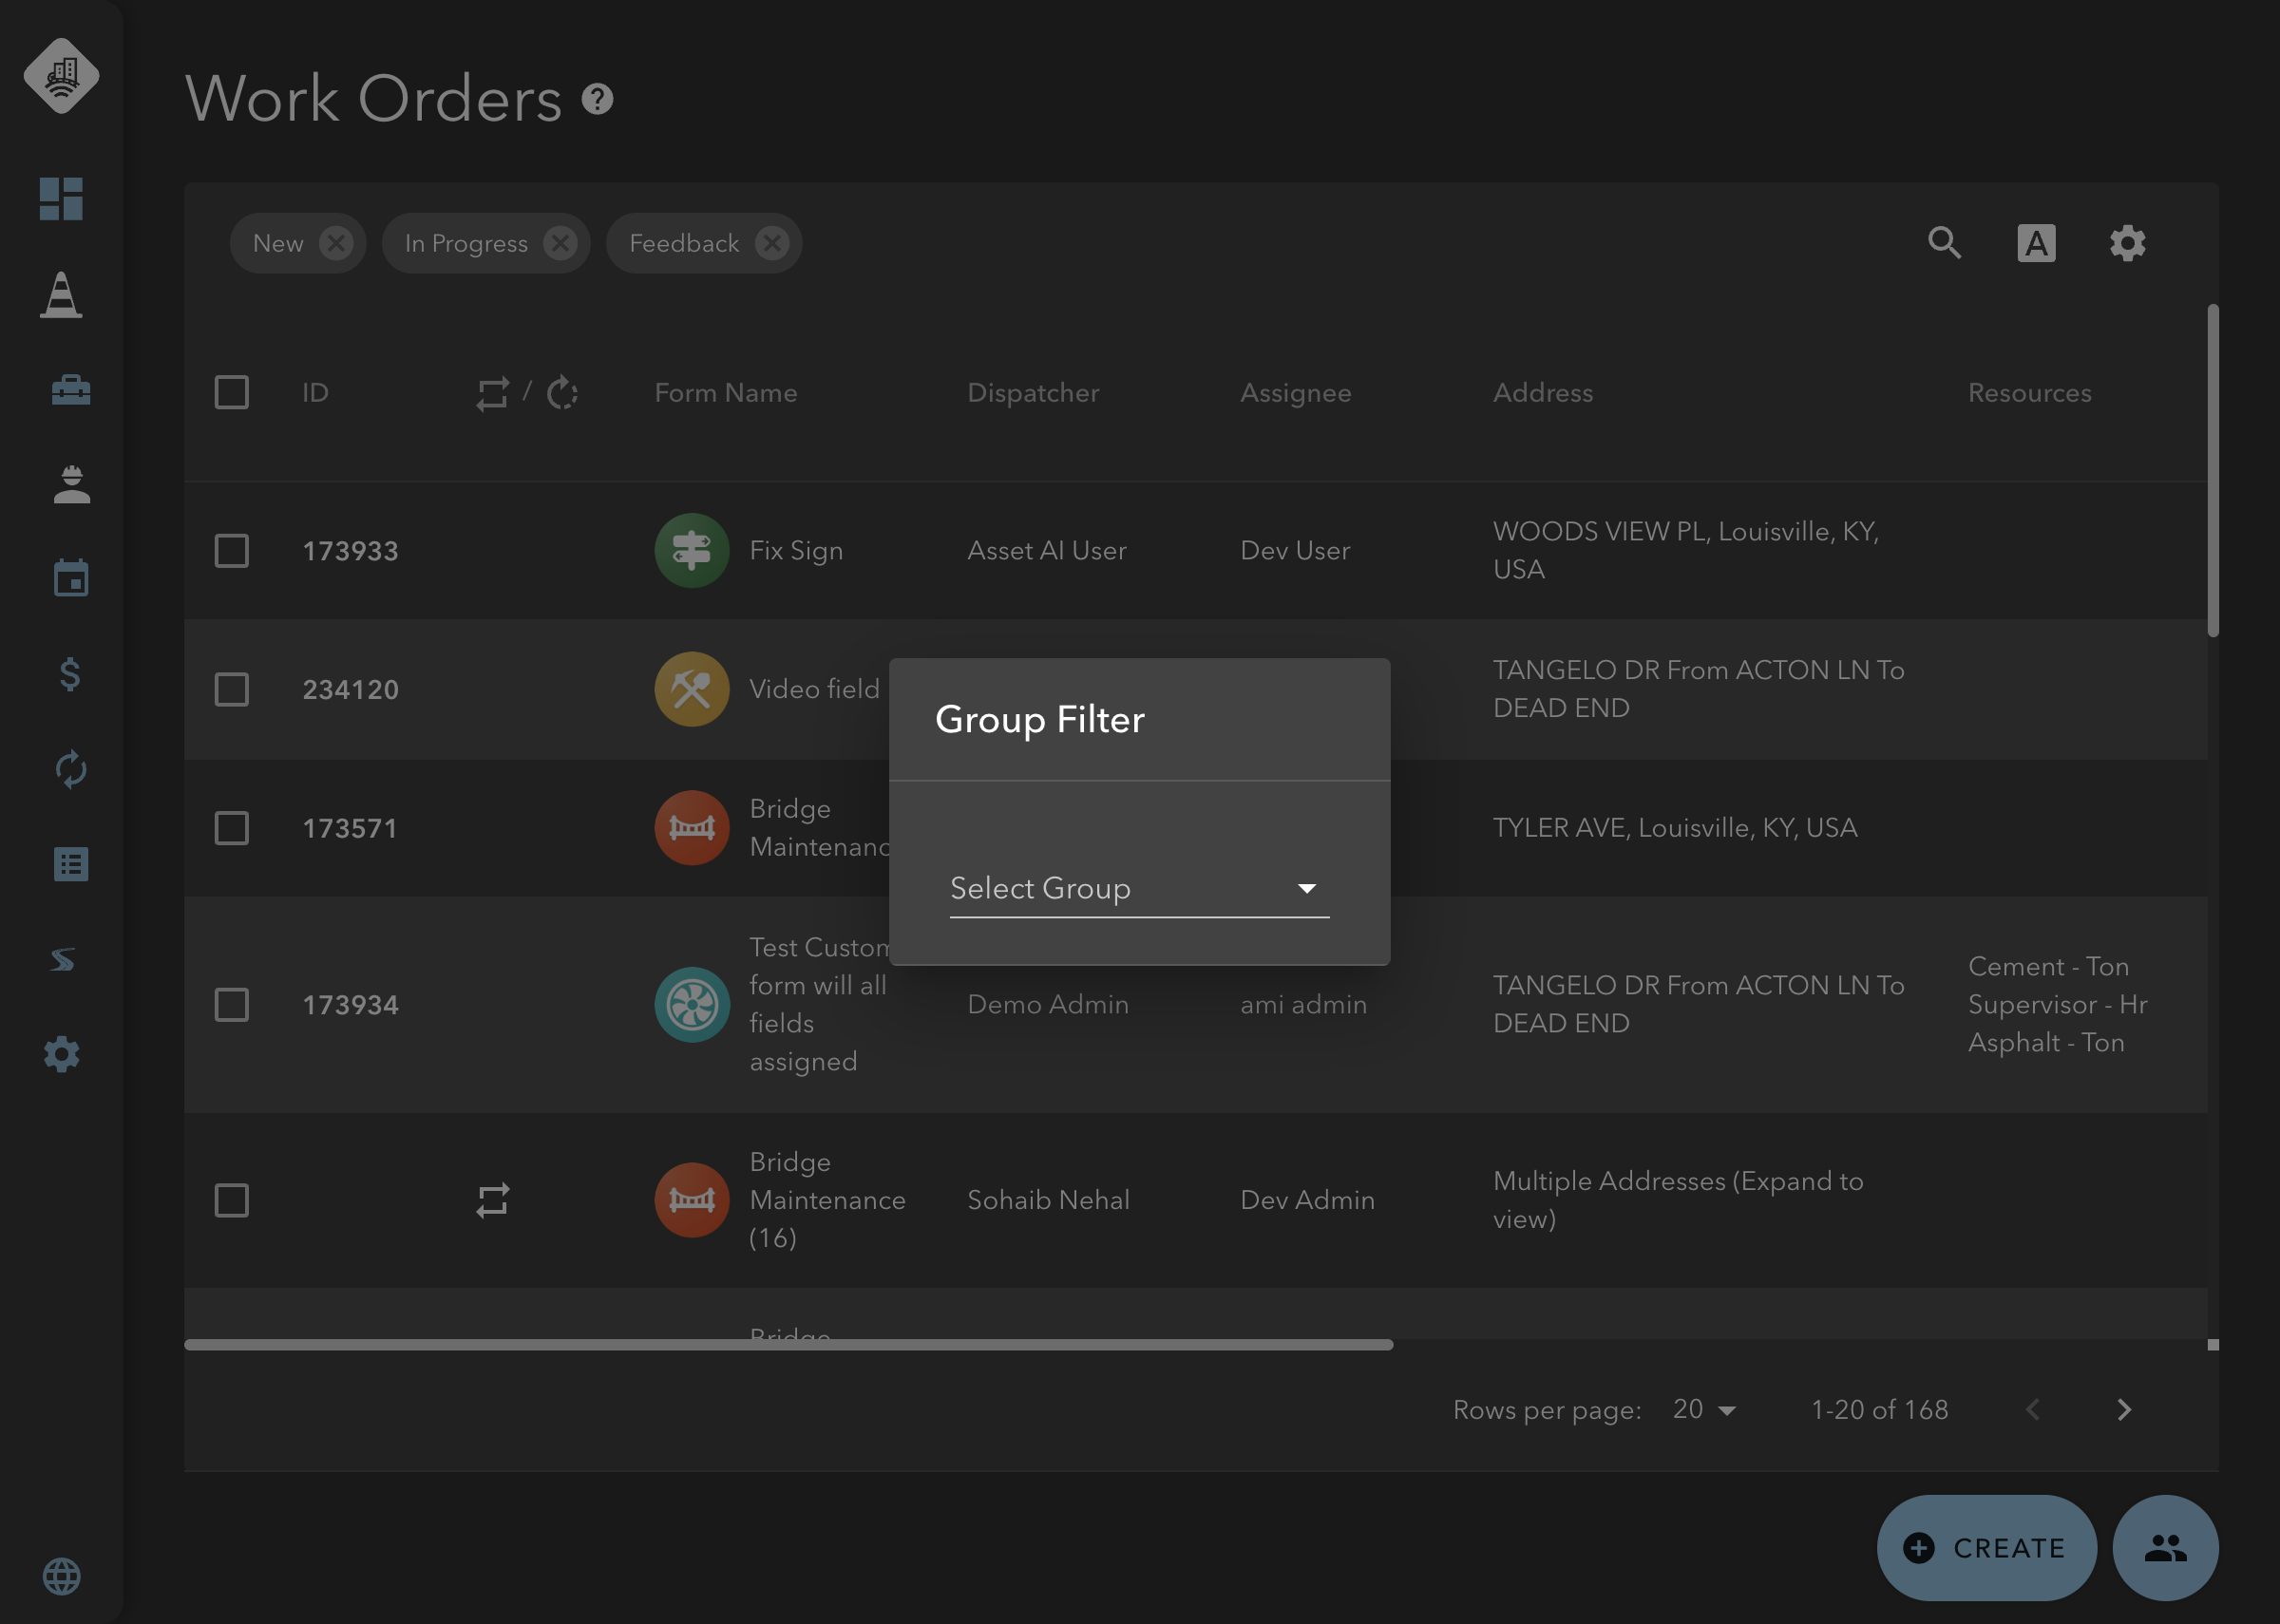 Work Orders
New
In Progress
Feedback
A
ID
/
Form Name
Dispatcher
Assignee
Address
Resources
173933
Fix Sign
Asset AI User
Dev User
WOODS VIEW PL, Louisville, KY,
USA
234120
Video field
TANGELO DR From ACTON LN To
DEAD END
173571
Bridge
Maintenanc
TYLER AVE, Louisville, KY, USA
Group Filter
Select Group
173934
Test Custom
form will all
fields
assigned
Demo Admin
ami admin
TANGELO DR From ACTON LN To
DEAD END
Cement - Ton
Supervisor - Hr
Asphalt - Ton
Bridge
Maintenance
(16)
Sohaib Nehal
Dev Admin
Multiple Addresses (Expand to
view)
Bridge
Rows per page:
20
1-20 of 168
CREATE